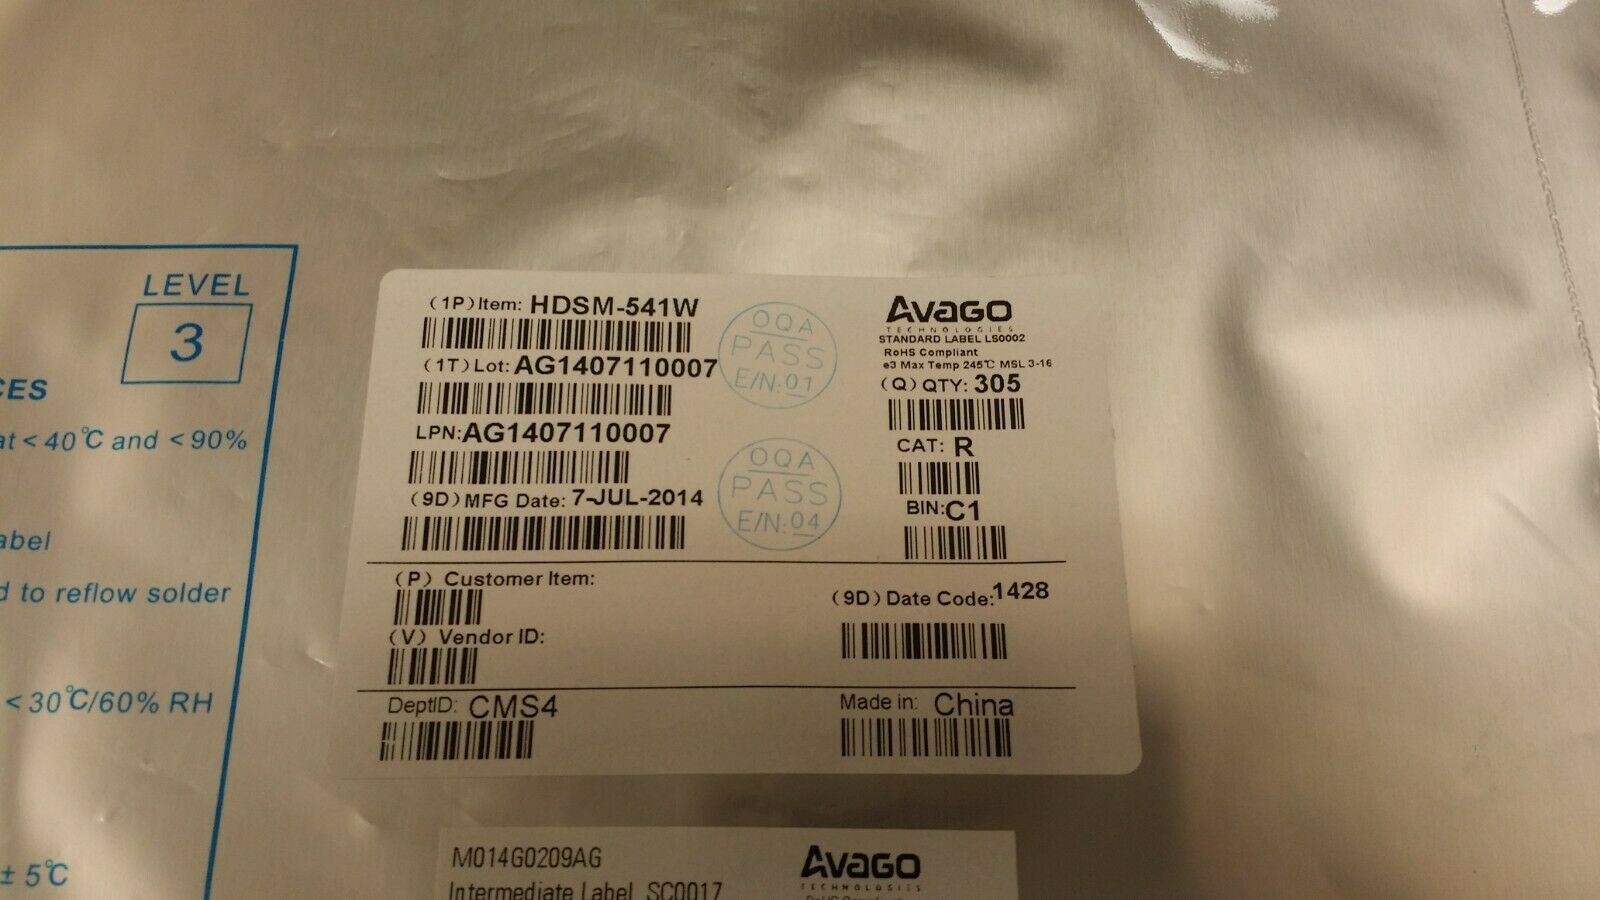 LEVEL
3
CES
at < 40°C and < 90%
abel
d to reflow solder
< 30°C/60% RH
± 5°C
(1P)Item: HDSM-541W
(1T) Lot: AG1407110007
LPN:AG1407110007
(9D) MFG Date: 7-JUL-2014
OQA
PASS
E/N:01
OQA
PASS
E/N:04
AVAGO
TECHNOLOGIES
STANDARD LABEL LS0002
RoHS Compliant
e3 Max Temp 245℃ MSL 3-16
(Q) QTY: 305
CAT: R
BIN:C1
(P) Customer Item:
(V) Vendor ID:
(9D) Date Code:1428
DeptID: CMS4
Made in: China
M014G0209AG
Intermediate Label SC0017
AVAGO
TECHNOLOGIES
RoHS Compliant